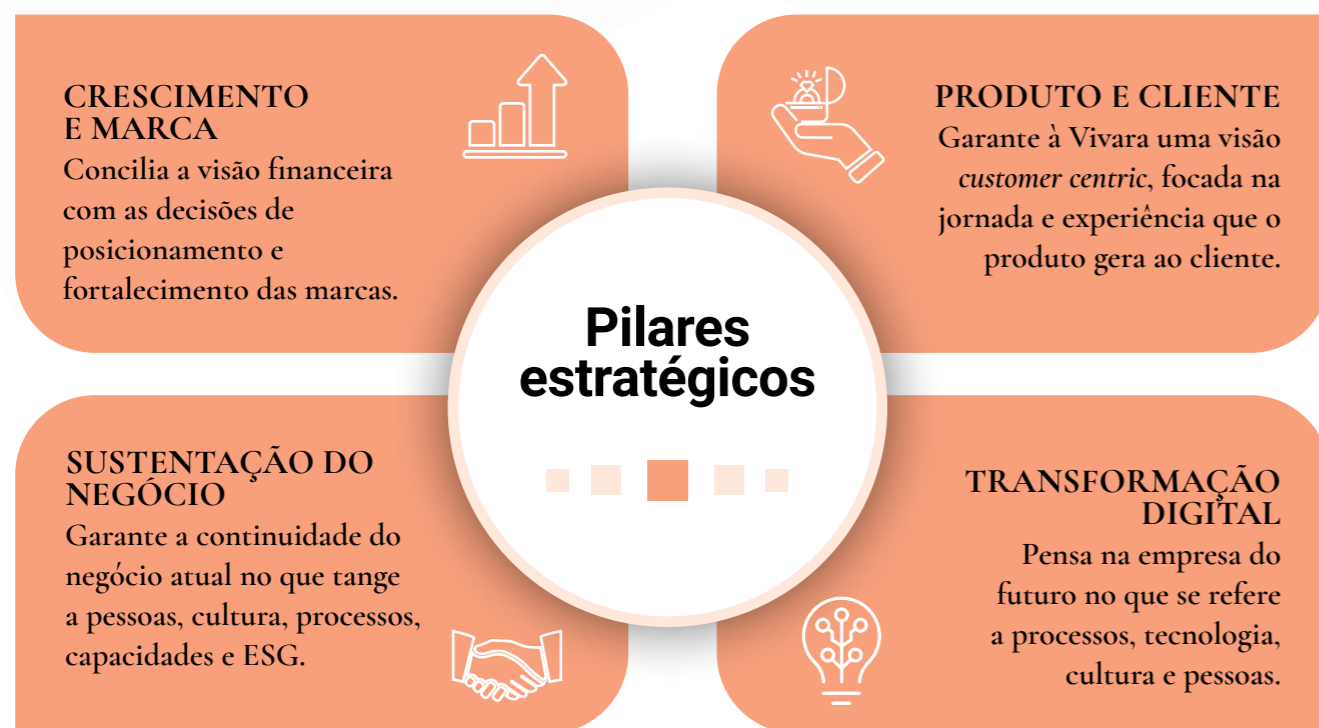 CRESCIMENTO
E MARCA
Concilia a visão financeira
com as decisões de
posicionamento e
fortalecimento das marcas.
PRODUTO E CLIENTE
Garante à Vivara uma visão
customer centric, focada na
jornada e experiência que o
produto gera ao cliente.
Pilares
estratégicos
SUSTENTAÇÃO DO
NEGÓCIO
Garante a continuidade do
negócio atual no que tange
a pessoas, cultura, processos,
capacidades e ESG.
TRANSFORMAÇÃO
DIGITAL
Pensa na empresa do
futuro no que se refere
a processos, tecnologia,
cultura e pessoas.